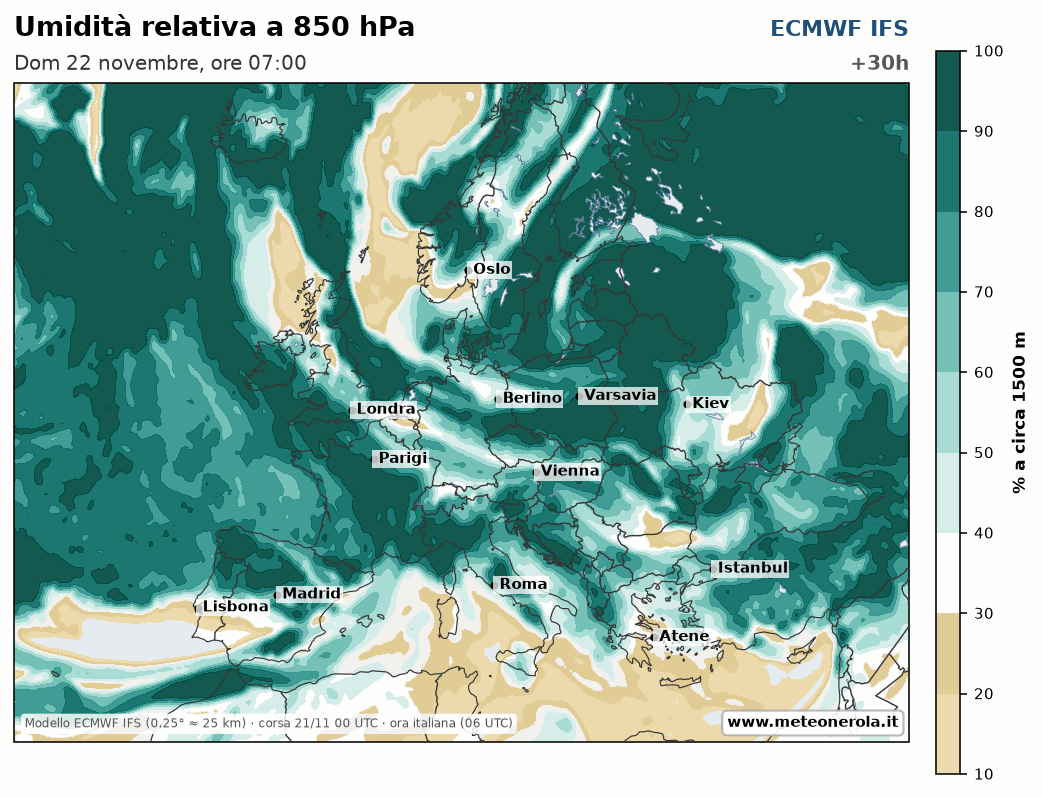 Umidità relativa a 850 hPa
ECMWF IFS
Dom 22 novembre, ore 07:00
+30h
100
90
80
70
60
50
40
30
20
10
% a circa 1500 m
Oslo
Berlino
Varsavia
Kiev
Londra
Parigi
Vienna
Istanbul
Roma
Madrid
Lisbona
Atene
Modello ECMWF IFS (0,25° ≈ 25 km) · corsa 21/11 00 UTC · ora italiana (06 UTC)
www.meteonerola.it